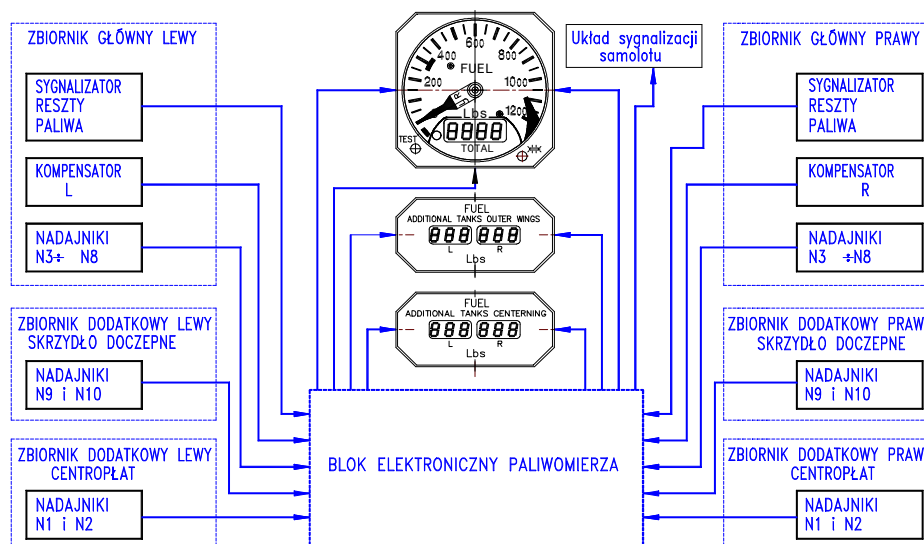 ZBIORNIK GŁÓWNY LEWY
SYGNALIZATOR
RESZTY
PALIWA
KOMPENSATOR
L
NADAJNIKI
N3÷ N8
ZBIORNIK DODATKOWY LEWY
SKRZYDŁO DOCZEPNE
NADAJNIKI
N9 i N10
ZBIORNIK DODATKOWY LEWY
CENTROPŁAT
NADAJNIKI
N1 i N2
200
400
600
800
1000
1200
FUEL
L
R
Lbs
8888
TOTAL
TEST
FUEL
ADDITIONAL TANKS OUTER WINGS
888 888
L R
Lbs
FUEL
ADDITIONAL TANKS CENTERNING
888 888
L R
Lbs
BLOK ELEKTRONICZNY PALIWOMIERZA
Układ sygnalizacji
samolotu
ZBIORNIK GŁÓWNY PRAWY
SYGNALIZATOR
RESZTY
PALIWA
KOMPENSATOR
R
NADAJNIKI
N3 ÷N8
ZBIORNIK DODATKOWY PRAW
SKRZYDŁO DOCZEPNE
NADAJNIKI
N9 i N10
ZBIORNIK DODATKOWY PRAW
CENTROPŁAT
NADAJNIKI
N1 i N2